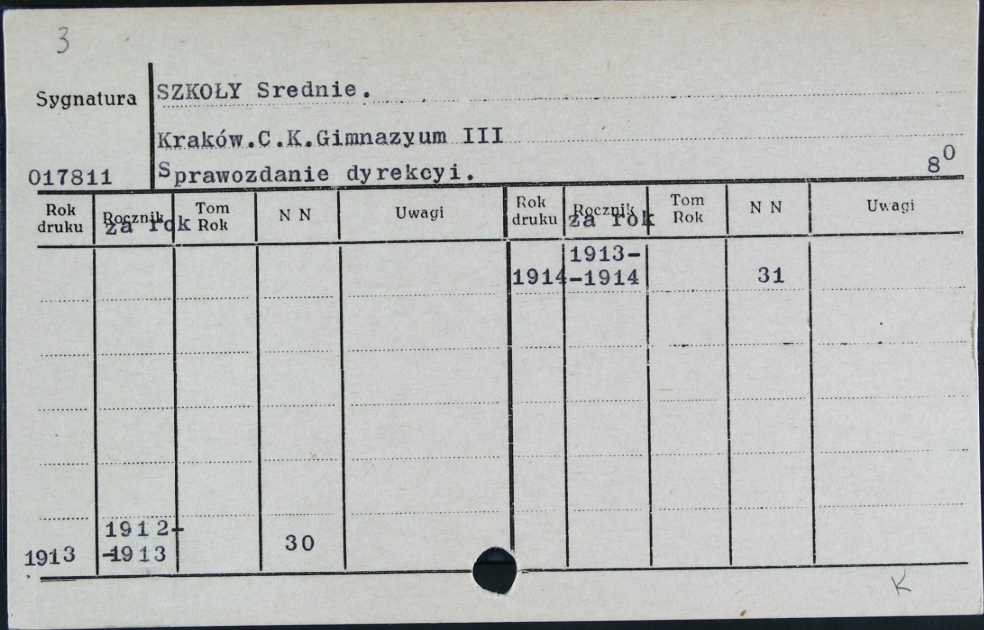 3
Sygnatura SZKOŁY Srednie.
Kraków.C.K.Gimnazyum III
017811 Sprawozdanie dyrekcyi. 8⁰
Rok druku Rocznik za rok Tom Rok N N Uwagi Rok druku Rocznik za rok Tom Rok N N Uwagi
1914 1913-
-1914 31
1913 1912-
-1913 30
K